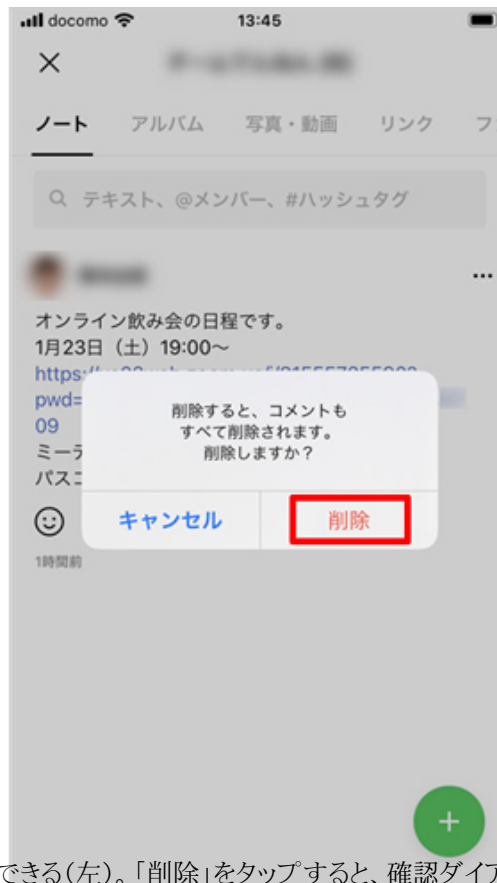 docomo
13:45
ノート アルバム 写真・動画 リンク フ
テキスト、@メンバー、#ハッシュタグ
オンライン飲み会の日程です。
1月23日（土）19:00～
https:
pwd=
09
ミーテ
パスコ
削除すると、コメントも
すべて削除されます。
削除しますか？
キャンセル 削除
1時間前
できる（左）。「削除」をタップすると、確認ダイア